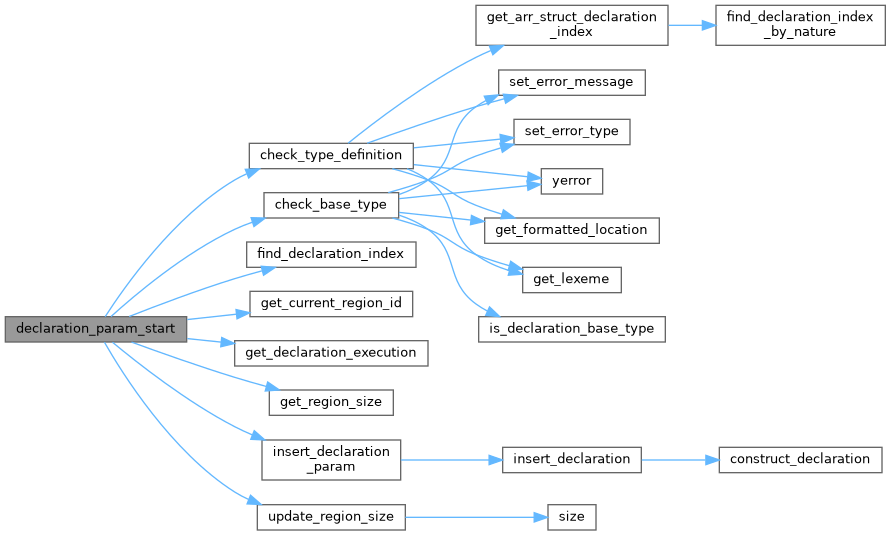 get_arr_struct_declaration
_index
find_declaration_index
_by_nature
set_error_message
set_error_type
check_type_definition
yerror
check_base_type
get_formatted_location
find_declaration_index
get_lexeme
get_current_region_id
declaration_param_start
is_declaration_base_type
get_declaration_execution
get_region_size
insert_declaration
_param
insert_declaration
construct_declaration
update_region_size
size